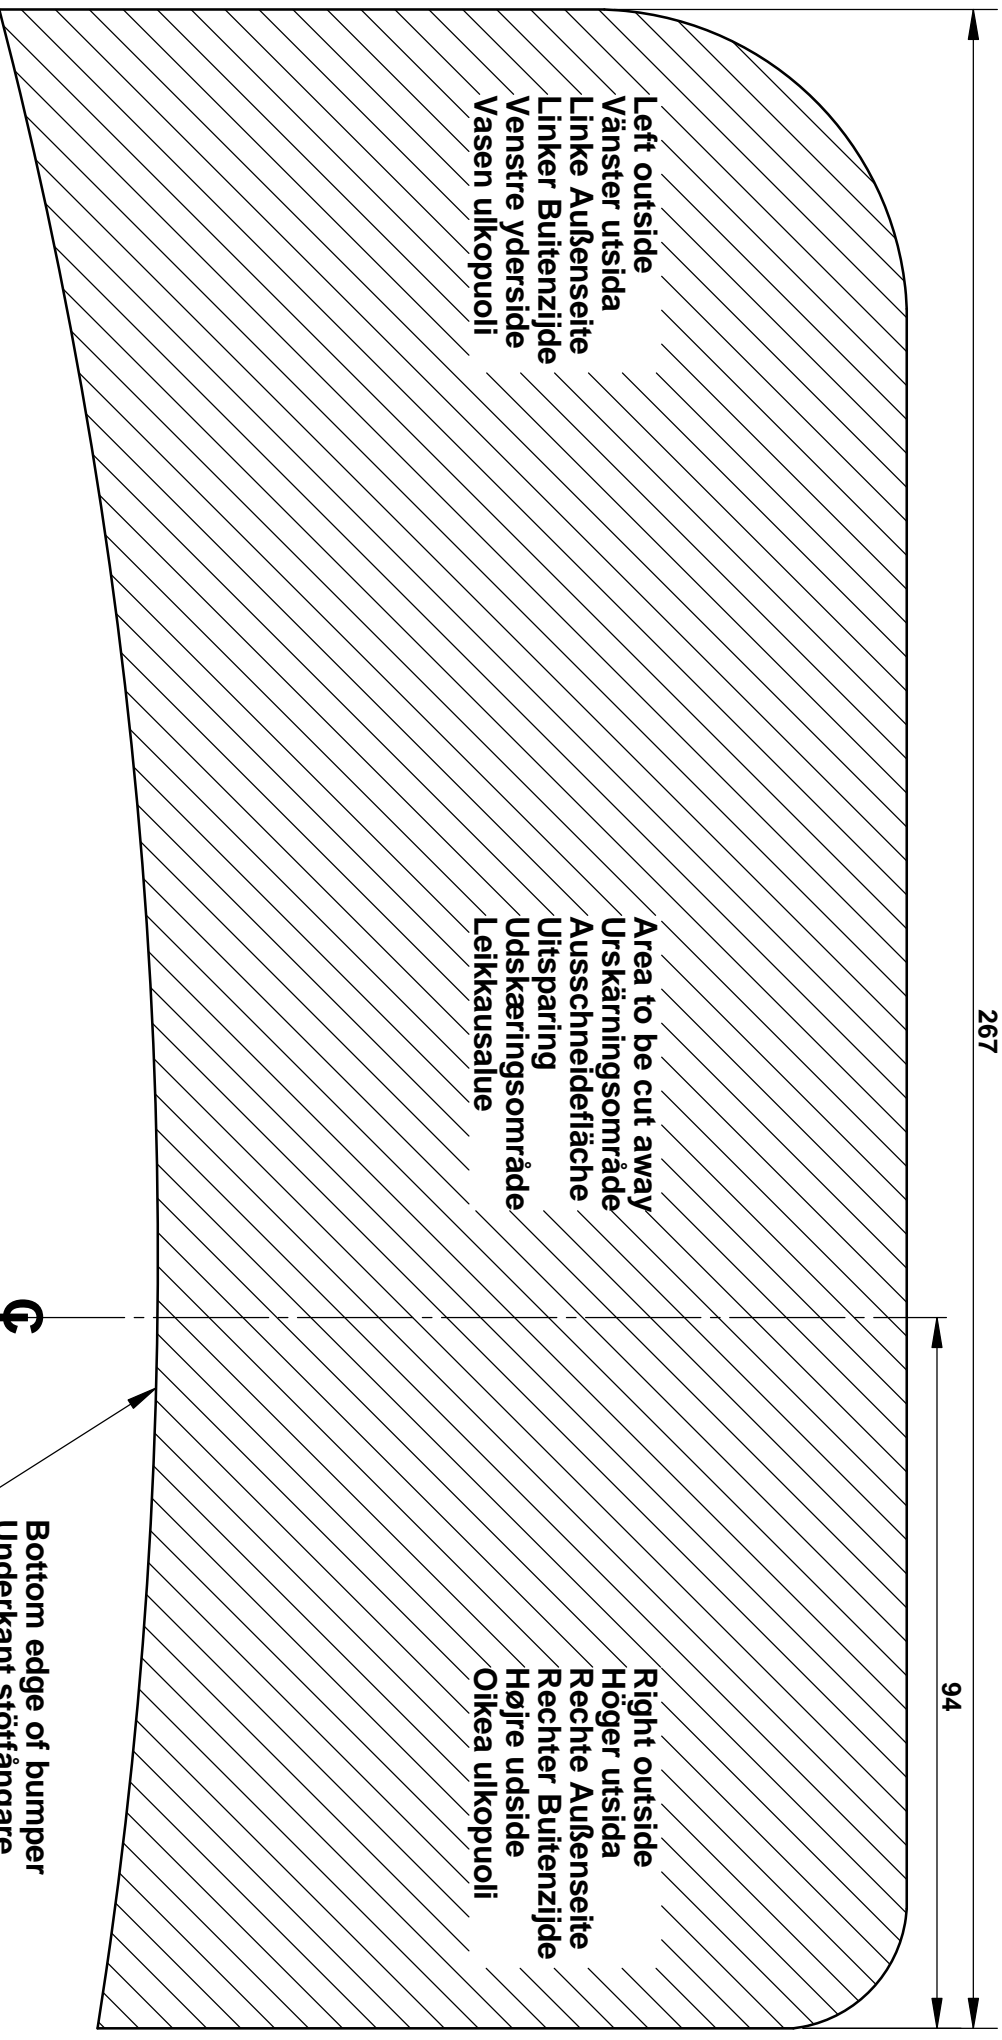 267
94
Left outside
Vänster utsida
Linke Außenseite
Linker Buitenzijde
Venstre yderside
Vasen ulkopuoli
Area to be cut away
Urskärningsområde
Ausschneidefläche
Uitsparing
Udskæringsområde
Leikkausalue
Right outside
Höger utsida
Rechte Außenseite
Rechter Buitenzijde
Højre udside
Oikea ulkopuoli
Bottom edge of bumper
Underkant stötfångare